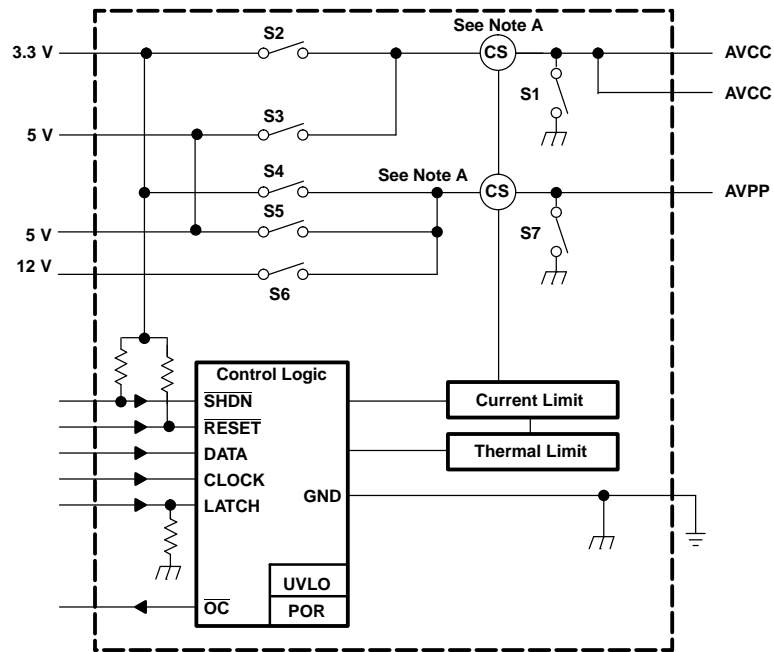 See Note A
S2
3.3 V
CS
AVCC
S1
AVCC
S3
5 V
S4
See Note A
CS
AVPP
S5
5 V
S7
12 V
S6
Control Logic
SHDN
Current Limit
RESET
DATA
Thermal Limit
CLOCK
GND
LATCH
UVLO
OC
POR